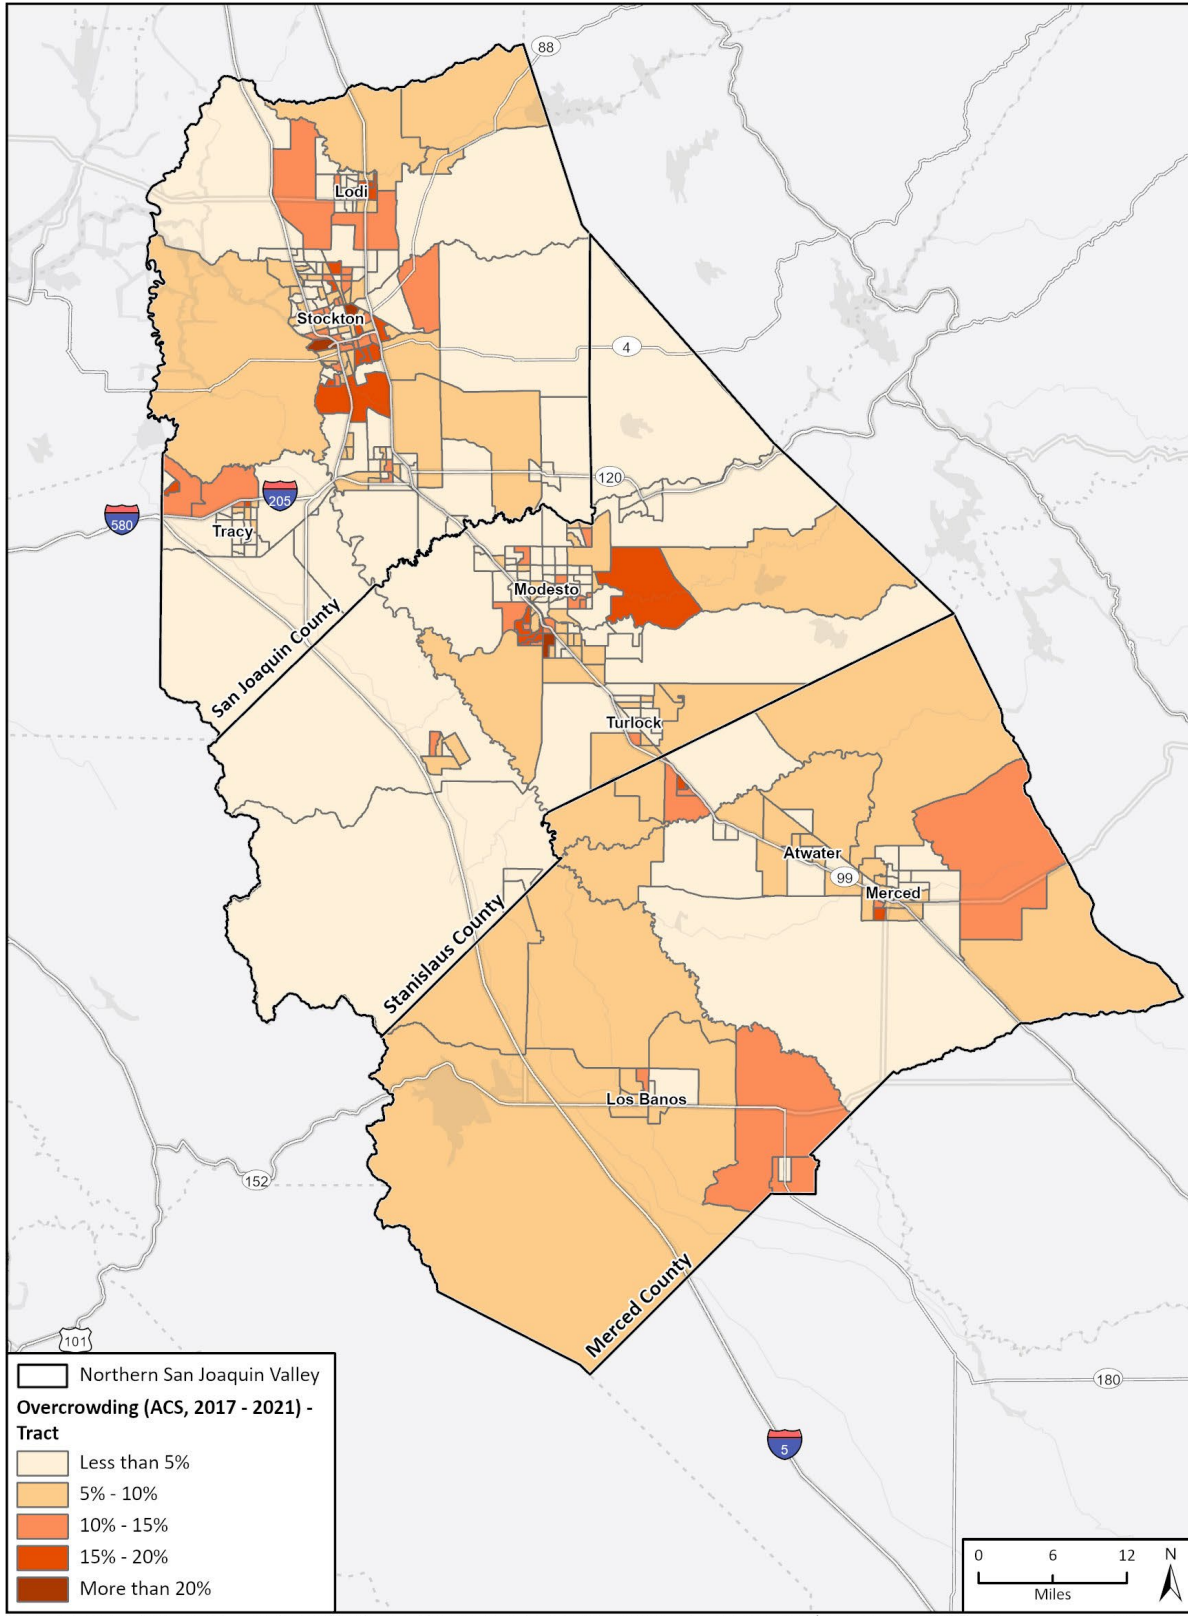 88
Lodi
Stockton
4
120
205
580
Tracy
Modesto
San Joaquin County
Turlock
Atwater
99
Merced
Stanislaus County
Los Banos
152
Merced County
101
180
5
Northern San Joaquin Valley
Overcrowding (ACS, 2017 - 2021) -
Tract
Less than 5%
5% - 10%
10% - 15%
15% - 20%
More than 20%
0 6 12
Miles
N